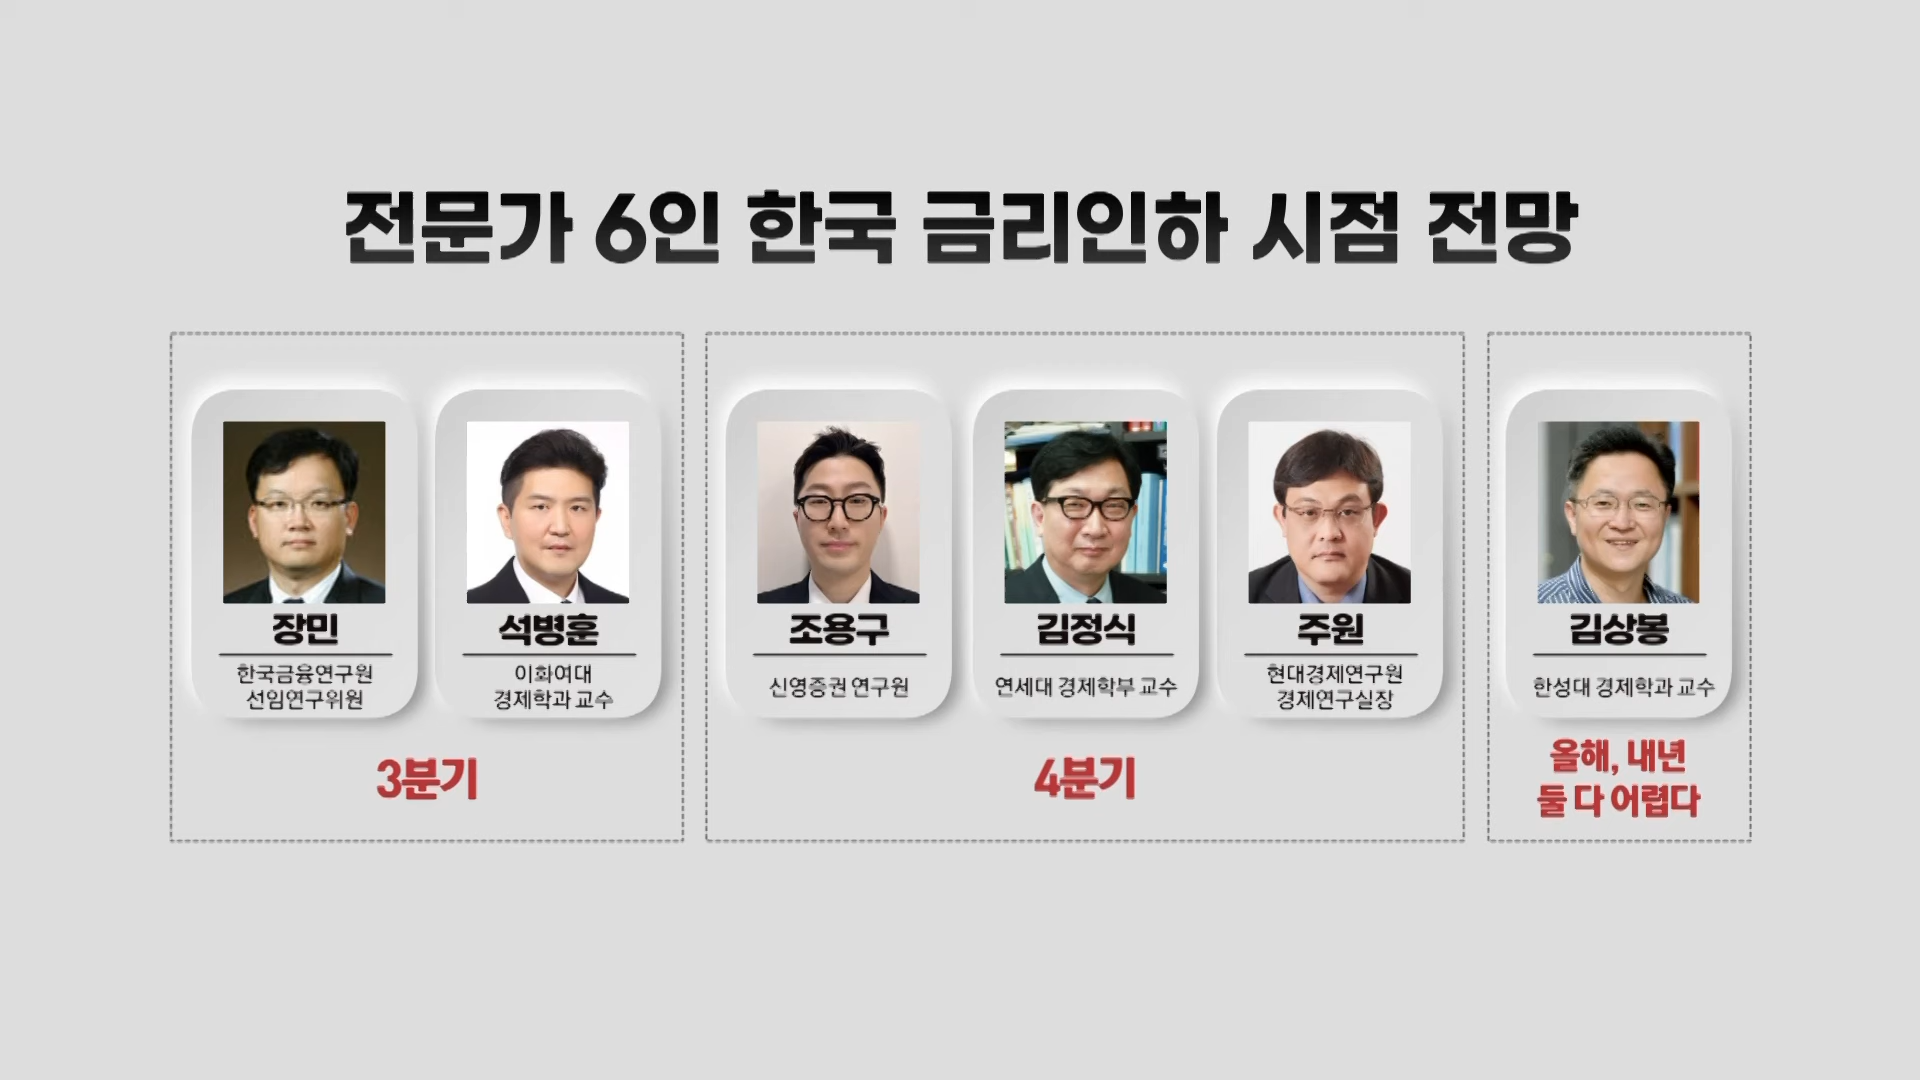 전문가 6인 한국 금리인하 시점 전망
장민
한국금융연구원
선임연구위원
석병훈
이화여대
경제학과 교수
3분기
조용구
신영증권 연구원
김정식
연세대 경제학부 교수
주원
현대경제연구원
경제연구실장
4분기
김상봉
한성대 경제학과 교수
올해, 내년
둘 다 어렵다